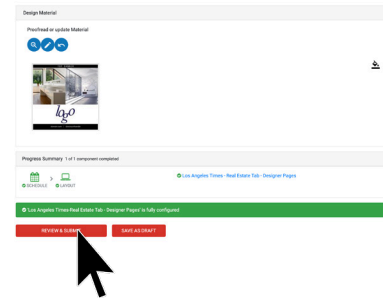 Design Material
Proofread or update Material
logo
Progress Summary 1 of 1 component completed
SCHEDULE
LAYOUT
Los Angeles Times - Real Estate Tab - Designer Pages
'Los Angeles Times-Real Estate Tab - Designer Pages' is fully configured
REVIEW & SUBMIT
SAVE AS DRAFT